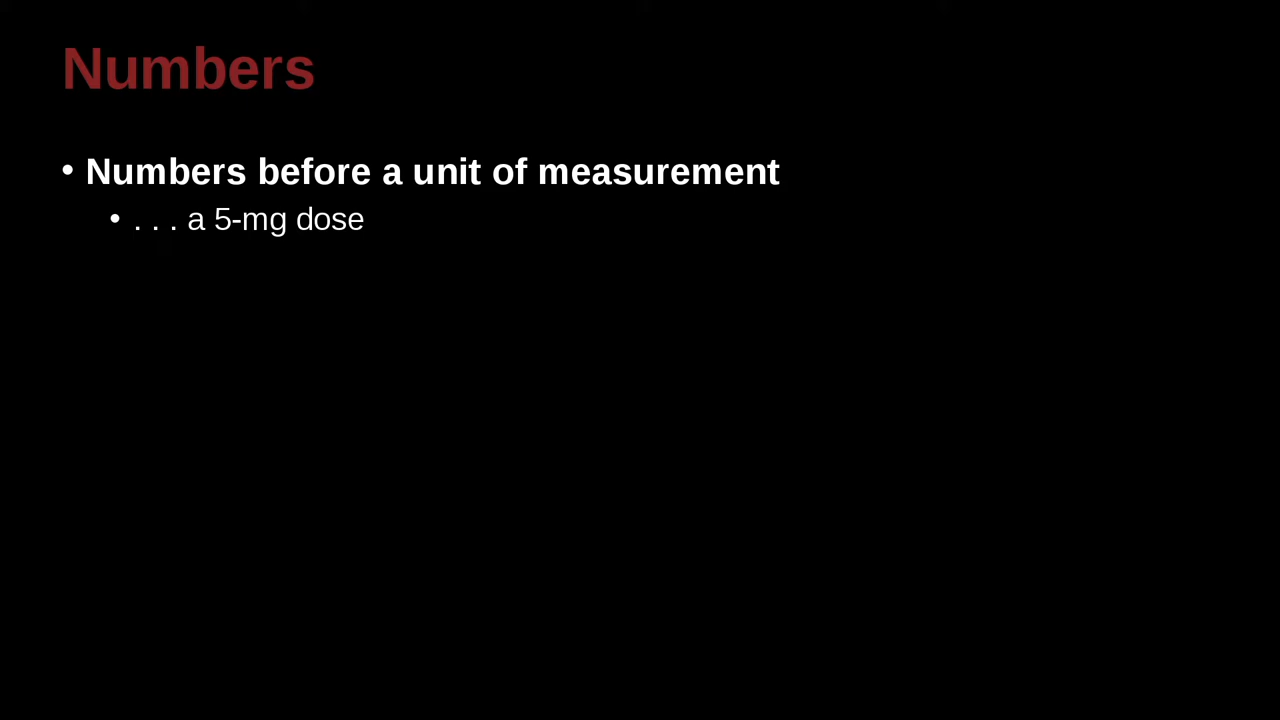 Numbers
• Numbers before a unit of measurement
• . . . a 5-mg dose